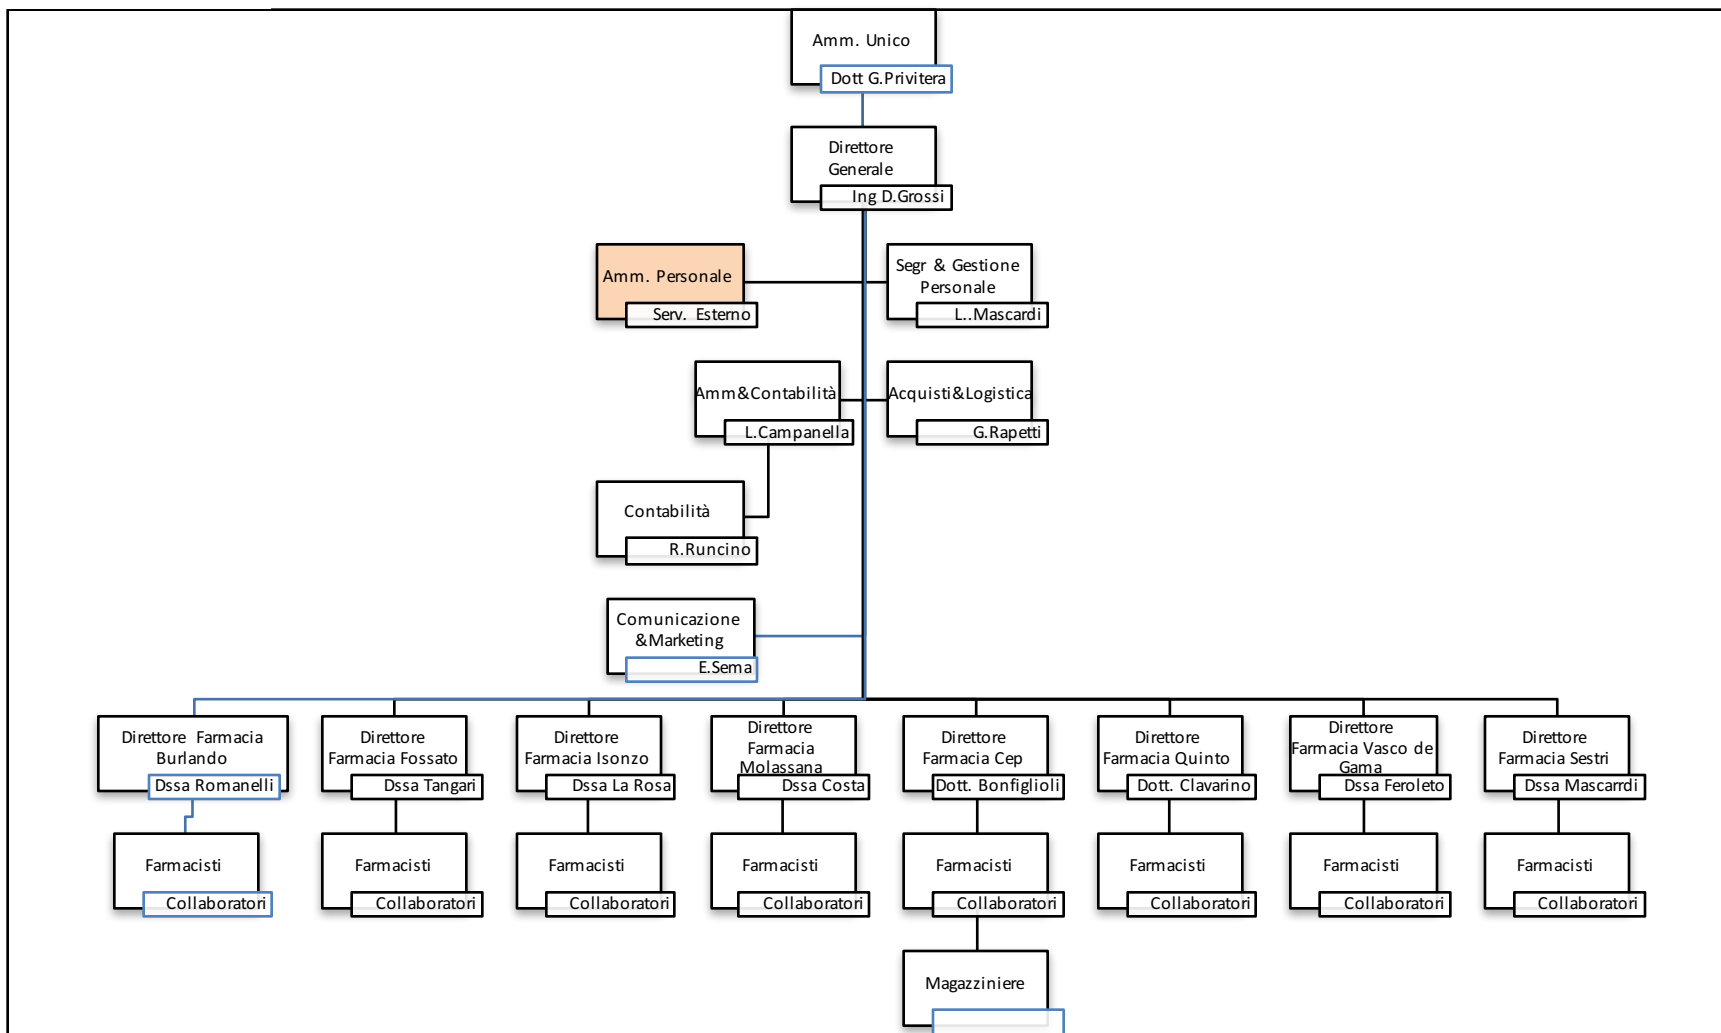 Amm. Unico
Dott G.Privitera
Direttore
Generale
Ing D.Grossi
Amm. Personale
Serv. Esterno
Segr & Gestione
Personale
L..Mascardi
Amm&Contabilità
L.Campanella
Acquisti&Logistica
G.Rapetti
Contabilità
R.Runcino
Comunicazione
&Marketing
E.Sema
Direttore Farmacia
Burlando
Dssa Romanelli
Direttore
Farmacia Fossato
Dssa Tangari
Direttore
Farmacia Isonzo
Dssa La Rosa
Direttore
Farmacia
Molassana
Dssa Costa
Direttore
Farmacia Cep
Dott. Bonfiglioli
Direttore
Farmacia Quinto
Dott. Clavarino
Direttore
Farmacia Vasco de
Gama
Dssa Feroleto
Direttore
Farmacia Sestri
Dssa Mascarrdi
Farmacisti
Collaboratori
Farmacisti
Collaboratori
Farmacisti
Collaboratori
Farmacisti
Collaboratori
Farmacisti
Collaboratori
Farmacisti
Collaboratori
Farmacisti
Collaboratori
Farmacisti
Collaboratori
Magazziniere